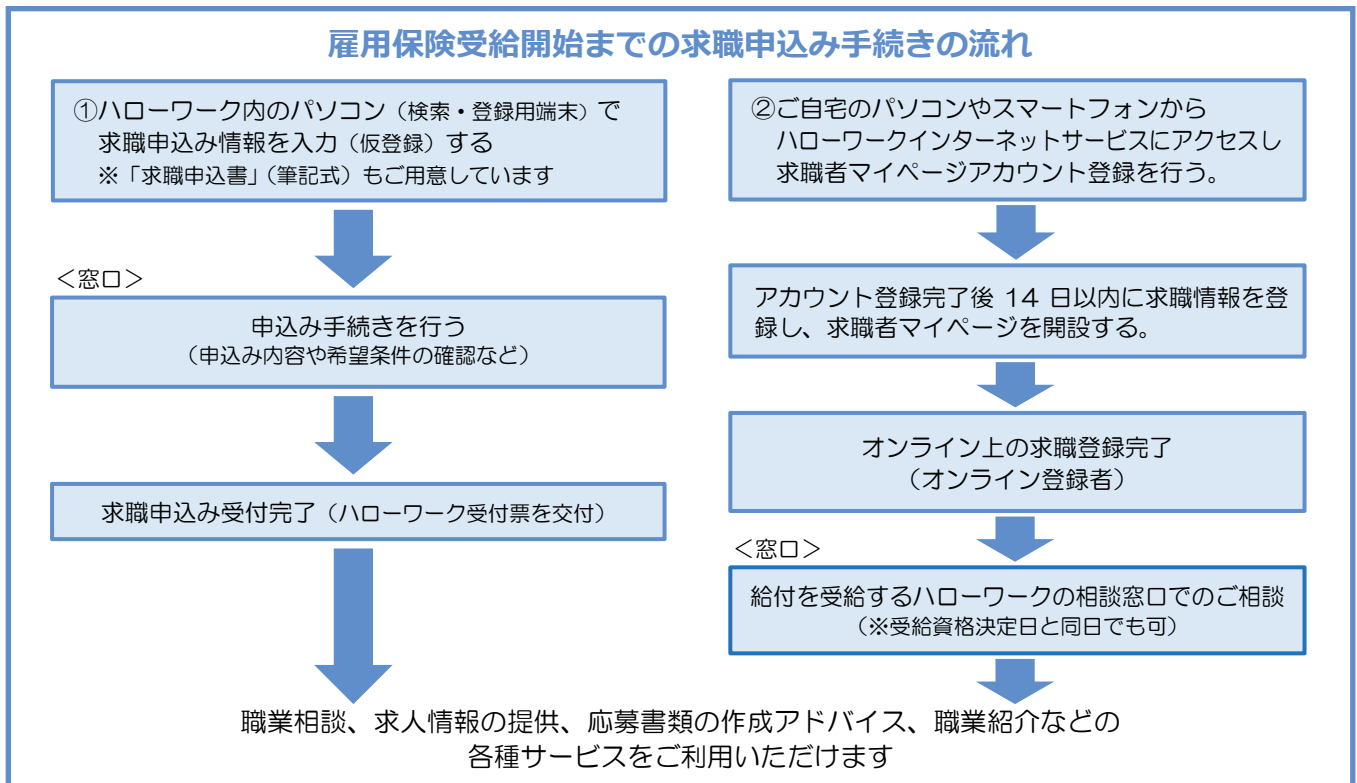 雇用保険受給開始までの求職申込み手続きの流れ
①ハローワーク内のパソコン（検索・登録用端末）で
求職申込み情報を入力（仮登録）する
※「求職申込書」（筆記式）もご用意しています
＜窓口＞
申込み手続きを行う
（申込み内容や希望条件の確認など）
求職申込み受付完了（ハローワーク受付票を交付）
②ご自宅のパソコンやスマートフォンから
ハローワークインターネットサービスにアクセスし
求職者マイページアカウント登録を行う。
アカウント登録完了後 14 日以内に求職情報を登
録し、求職者マイページを開設する。
オンライン上の求職登録完了
（オンライン登録者）
＜窓口＞
給付を受給するハローワークの相談窓口でのご相談
（※受給資格決定日と同日でも可）
職業相談、求人情報の提供、応募書類の作成アドバイス、職業紹介などの
各種サービスをご利用いただけます